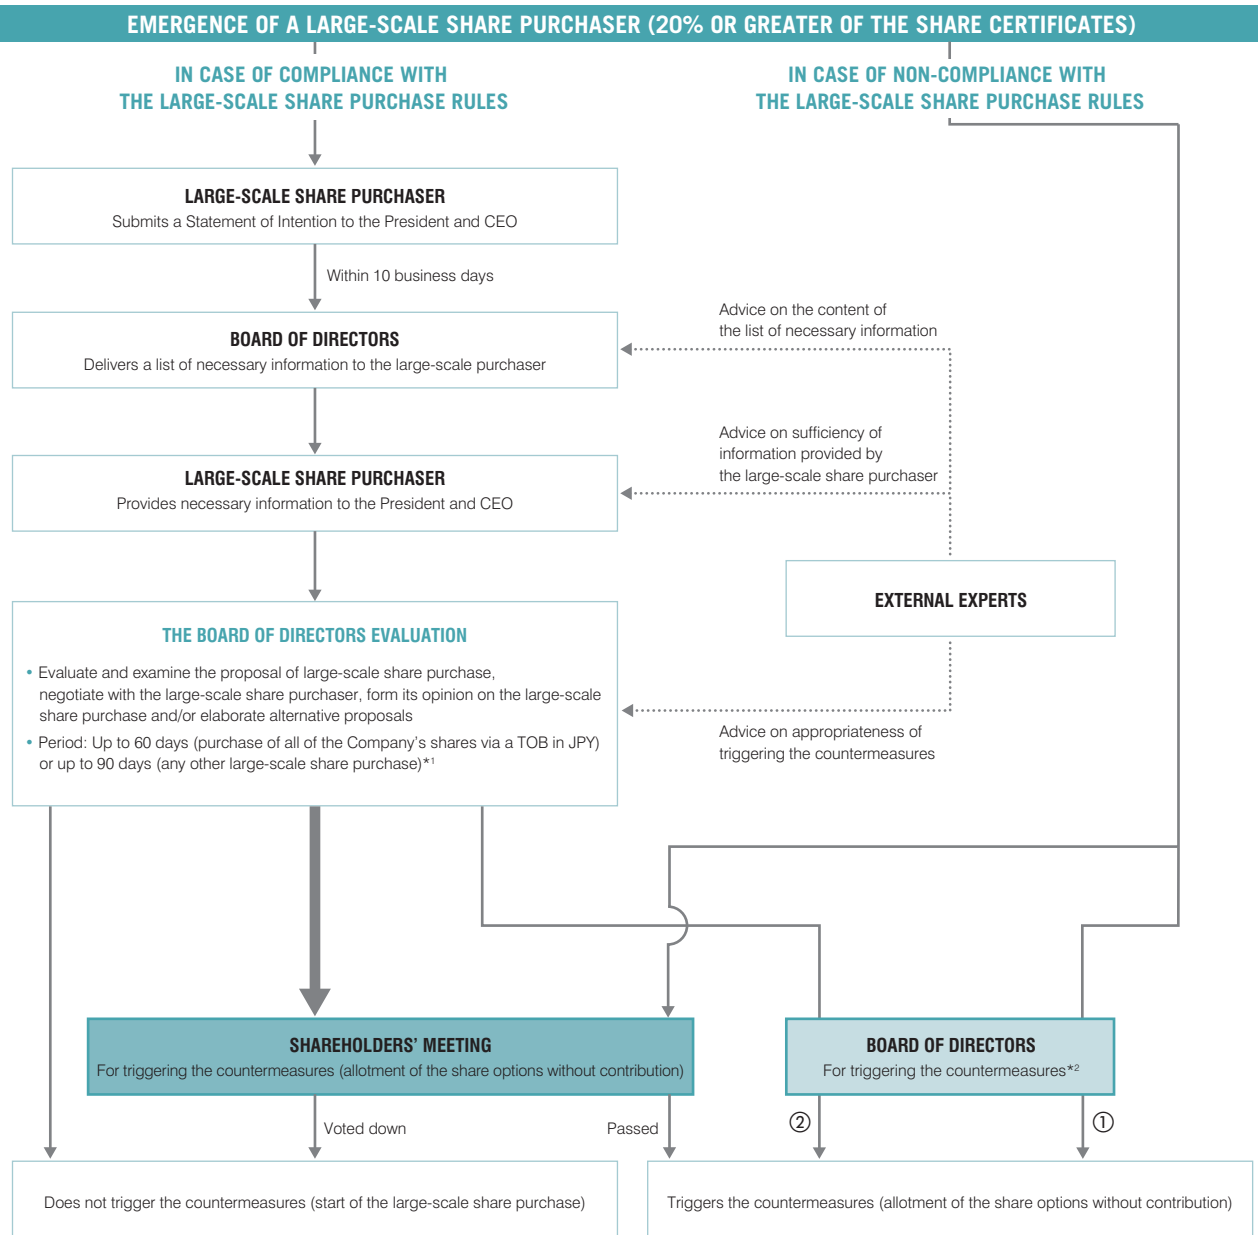 EMERGENCE OF A LARGE-SCALE SHARE PURCHASER (20% OR GREATER OF THE SHARE CERTIFICATES)
IN CASE OF COMPLIANCE WITH
THE LARGE-SCALE SHARE PURCHASE RULES
IN CASE OF NON-COMPLIANCE WITH
THE LARGE-SCALE SHARE PURCHASE RULES
LARGE-SCALE SHARE PURCHASER
Submits a Statement of Intention to the President and CEO
Within 10 business days
BOARD OF DIRECTORS
Delivers a list of necessary information to the large-scale purchaser
Advice on the content of
the list of necessary information
LARGE-SCALE SHARE PURCHASER
Provides necessary information to the President and CEO
Advice on sufficiency of
information provided by
the large-scale share purchaser
EXTERNAL EXPERTS
THE BOARD OF DIRECTORS EVALUATION
• Evaluate and examine the proposal of large-scale share purchase,
negotiate with the large-scale share purchaser, form its opinion on the large-scale
share purchase and/or elaborate alternative proposals
• Period: Up to 60 days (purchase of all of the Company's shares via a TOB in JPY)
or up to 90 days (any other large-scale share purchase)*1
Advice on appropriateness of
triggering the countermeasures
SHAREHOLDERS' MEETING
For triggering the countermeasures (allotment of the share options without contribution)
BOARD OF DIRECTORS
For triggering the countermeasures*2
Voted down
Passed
②
①
Does not trigger the countermeasures (start of the large-scale share purchase)
Triggers the countermeasures (allotment of the share options without contribution)